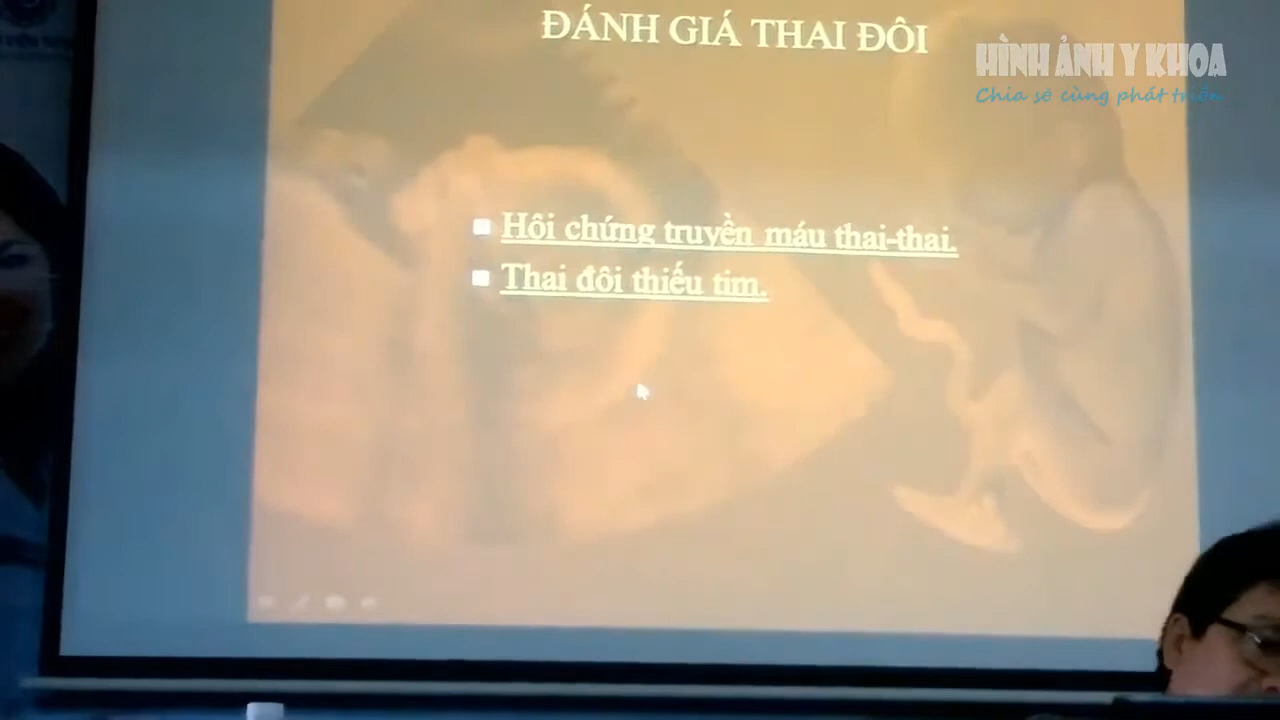 ĐÁNH GIÁ THAI ĐÔI
HÌNH ẢNH Y KHOA
Chia sẻ cùng phát triển
Hội chứng truyền máu thai-thai.
Thai đôi thiếu tim.